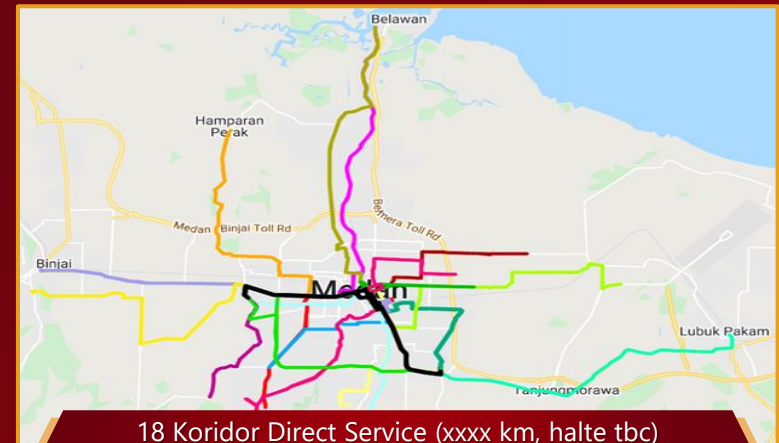 Belawan
Hamparan
Perak
Medan Binjai Toll Rd
Belmera Toll Rd
Binjai
Medan
Lubuk Pakam
Tanjungmorawa
18 Koridor Direct Service (xxxx km, halte tbc)